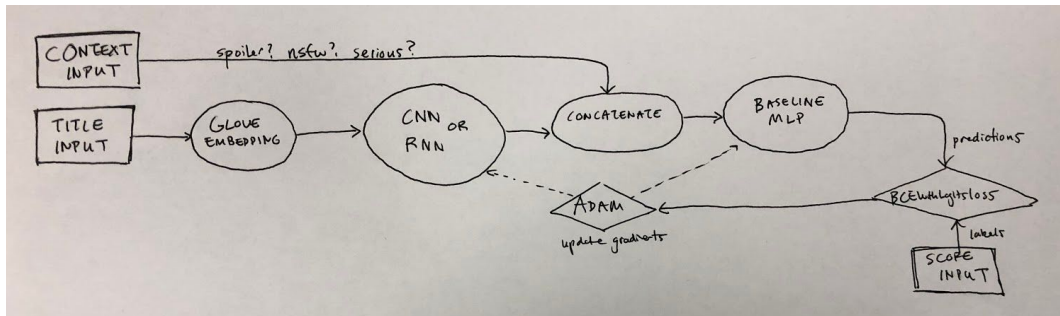 CONTEXT
INPUT
spoiler? nsfw? serious?
TITLE
INPUT
GLOVE
EMBEDDING
CNN
OR
RNN
CONCATENATE
BASELINE
MLP
predictions
BCEwithlogitsloss
ADAM
update gradients
labels
SCORE
INPUT